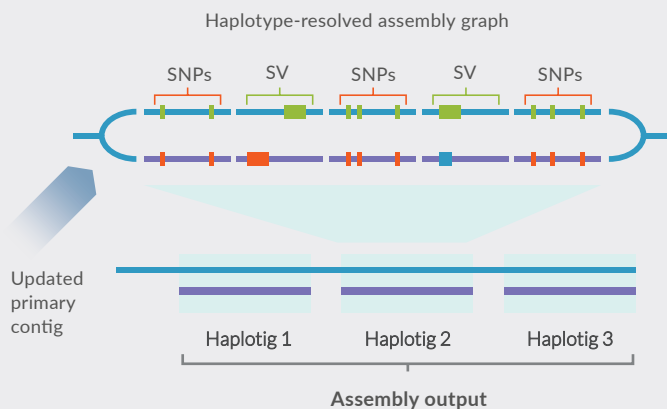 Haplotype-resolved assembly graph
SNPs
SV
SNPs
SV
SNPs
Updated
primary
contig
Haplotig 1
Haplotig 2
Haplotig 3
Assembly output